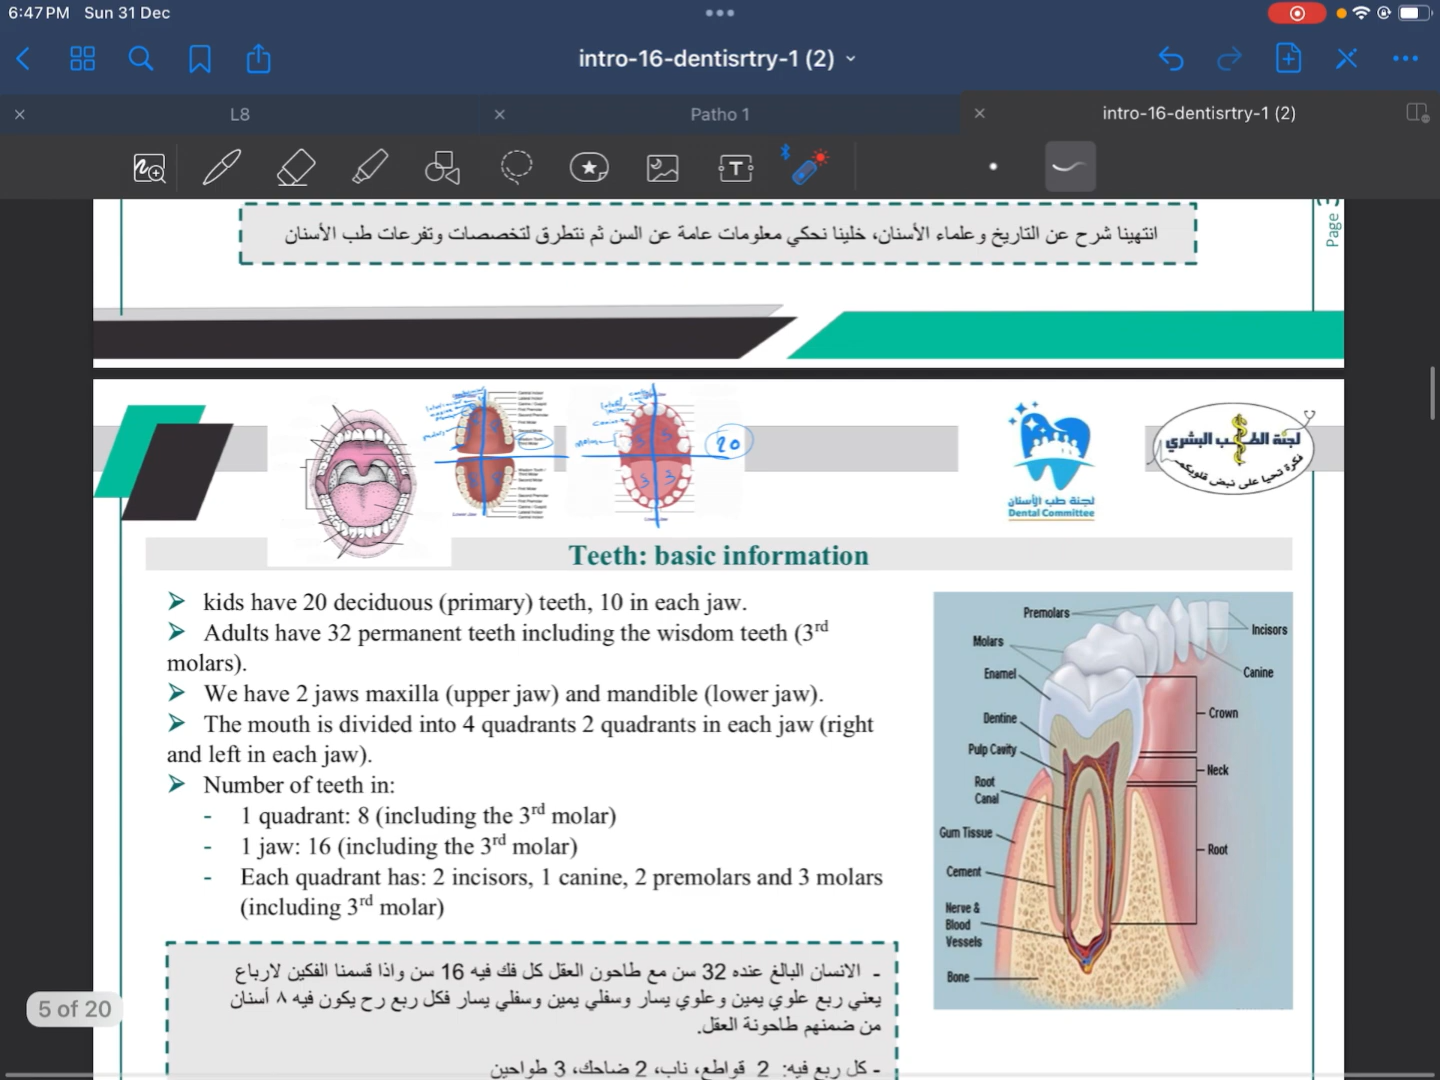 6:47 PM Sun 31 Dec
intro-16-dentisrtry-1 (2)
L8
Patho 1
intro-16-dentisrtry-1 (2)
T
Page
انتهينا شرح عن التاريخ وعلماء الأسنان، خلينا نحكي معلومات عامة عن السن ثم نتطرق لتخصصات وتفرعات طب الأسنان
20
لجنة طب الأسنان
Dental Committee
لجنة الطب البشري
فكرة تحيا على نبض قلوبكم
Teeth: basic information
➢ kids have 20 deciduous (primary) teeth, 10 in each jaw.
➢ Adults have 32 permanent teeth including the wisdom teeth (3rd
molars).
➢ We have 2 jaws maxilla (upper jaw) and mandible (lower jaw).
➢ The mouth is divided into 4 quadrants 2 quadrants in each jaw (right
and left in each jaw).
➢ Number of teeth in:
- 1 quadrant: 8 (including the 3rd molar)
- 1 jaw: 16 (including the 3rd molar)
- Each quadrant has: 2 incisors, 1 canine, 2 premolars and 3 molars
(including 3rd molar)
Premolars
Incisors
Molars
Canine
Enamel
Crown
Dentine
Pulp Cavity
Neck
Root
Canal
Gum Tissue
Root
Cement
Nerve &
Blood
Vessels
Bone
- الانسان البالغ عنده 32 سن مع طاحون العقل كل فك فيه 16 سن واذا قسمنا الفكين لارباع
يعني ربع علوي يمين وعلوي يسار وسفلي يمين وسفلي يسار فكل ربع رح يكون فيه ٨ أسنان
من ضمنهم طاحونة العقل.
- كل ربع فيه: 2 قواطع، ناب، 2 ضاحك، 3 طواحين
5 of 20